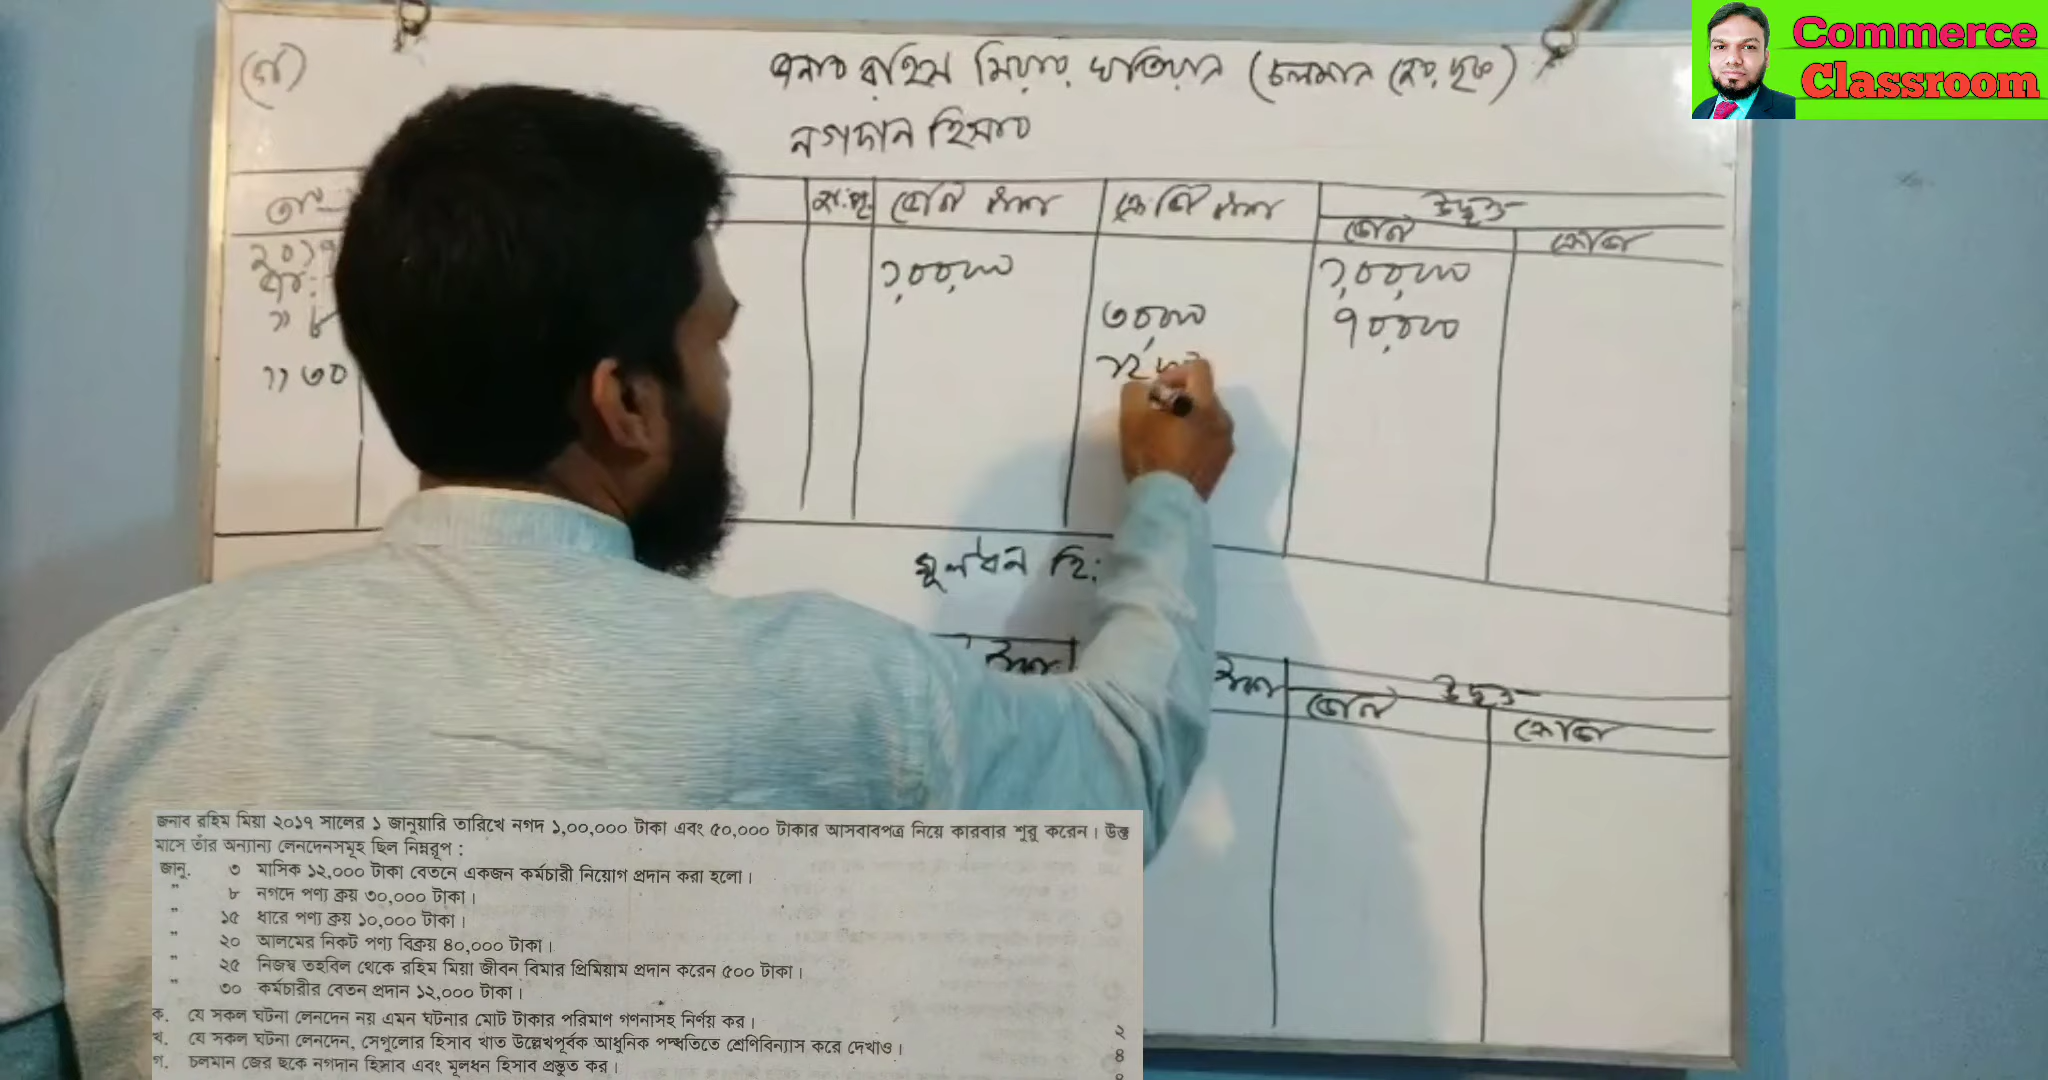 Commerce
Classroom
(গ)
জনাব রহিম মিয়ার খতিয়ান (চলমান জের ছক)
নগদান হিসাব
তাং
খ.পৃ.
ডেবিট টাকা
ক্রেডিট টাকা
উদ্বৃত্ত
ডেবিট
ক্রেডিট
২০১৭
জানু:
১,০০,০০০
১,০০,০০০
" ৮
৩০,০০০
৭০,০০০
" ৩০
মূলধন হি:
টাকা
টাকা
উদ্বৃত্ত
ডেবিট
ক্রেডিট
জনাব রহিম মিয়া ২০১৭ সালের ১ জানুয়ারি তারিখে নগদ ১,০০,০০০ টাকা এবং ৫০,০০০ টাকার আসবাবপত্র নিয়ে কারবার শুরু করেন। উক্ত
মাসে তাঁর অন্যান্য লেনদেনসমূহ ছিল নিম্নরূপ :
জানু. ৩ মাসিক ১২,০০০ টাকা বেতনে একজন কর্মচারী নিয়োগ প্রদান করা হলো।
" ৮ নগদে পণ্য ক্রয় ৩০,০০০ টাকা।
" ১৫ ধারে পণ্য ক্রয় ১০,০০০ টাকা।
" ২০ আলমের নিকট পণ্য বিক্রয় ৪০,০০০ টাকা।
" ২৫ নিজস্ব তহবিল থেকে রহিম মিয়া জীবন বিমার প্রিমিয়াম প্রদান করেন ৫০০ টাকা।
" ৩০ কর্মচারীর বেতন প্রদান ১২,০০০ টাকা।
ক. যে সকল ঘটনা লেনদেন নয় এমন ঘটনার মোট টাকার পরিমাণ গণনাসহ নির্ণয় কর। ২
খ. যে সকল ঘটনা লেনদেন, সেগুলোর হিসাব খাত উল্লেখপূর্বক আধুনিক পদ্ধতিতে শ্রেণিবিন্যাস করে দেখাও। ৪
গ. চলমান জের ছকে নগদান হিসাব এবং মূলধন হিসাব প্রস্তুত কর।